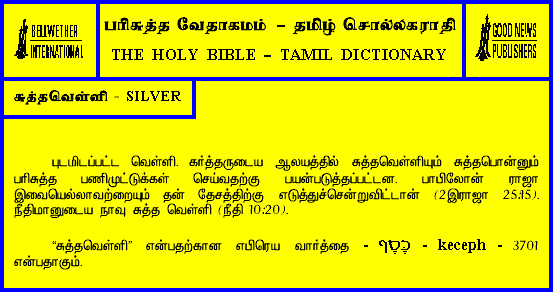 BELLWETHER
INTERNATIONAL
பரிசுத்த வேதாகமம் – தமிழ் சொல்லகராதி
THE HOLY BIBLE – TAMIL DICTIONARY
GOOD NEWS
PUBLISHERS
சுத்தவெள்ளி - SILVER
புடமிடப்பட்ட வெள்ளி. கர்த்தருடைய ஆலயத்தில் சுத்தவெள்ளியும் சுத்தபொன்னும்
பரிசுத்த பணிமுட்டுக்கள் செய்வதற்கு பயன்படுத்தப்பட்டன. பாபிலோன் ராஜா
இவையெல்லாவற்றையும் தன் தேசத்திற்கு எடுத்துச்சென்றுவிட்டான் (2இராஜா 25:15).
நீதிமானுடைய நாவு சுத்த வெள்ளி (நீதி 10:20).
“சுத்தவெள்ளி” என்பதற்கான எபிரெய வார்த்தை - כֶּסֶף - keceph - 3701
என்பதாகும்.